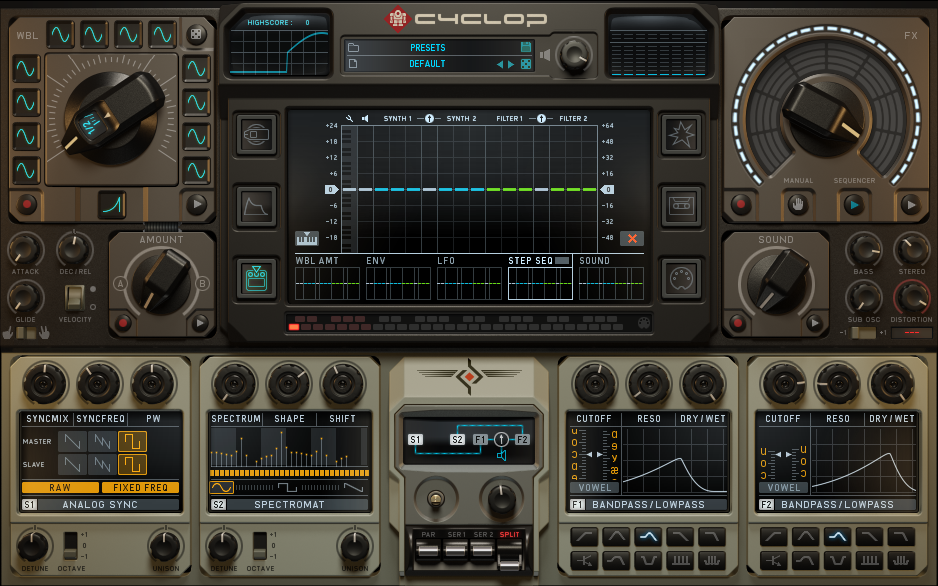 WBL
HIGHSCORE : 0
CYCLOP
PRESETS
DEFAULT
FX
1/2
SYNTH 1 SYNTH 2 FILTER 1 FILTER 2
+24 +64
+18 +48
+12 +32
+6 +16
0 0
-6 -16
-12 -32
-18 -48
MANUAL SEQUENCER
WBL AMT ENV LFO STEP SEQ SOUND
ATTACK DEC/REL
AMOUNT
A B
GLIDE VELOCITY
SOUND
BASS STEREO
SUB OSC DISTORTION
-1 +1 ---
SYNCMIX SYNCFREQ PW
MASTER
SLAVE
RAW FIXED FREQ
S1 ANALOG SYNC
DETUNE OCTAVE UNISON
+1
0
-1
SPECTRUM SHAPE SHIFT
S2 SPECTROMAT
DETUNE OCTAVE UNISON
+1
0
-1
S1 S2 F1 F2
PAR SER 1 SER 2 SPLIT
CUTOFF RESO DRY/WET
VOWEL
F1 BANDPASS/LOWPASS
CUTOFF RESO DRY/WET
VOWEL
F2 BANDPASS/LOWPASS